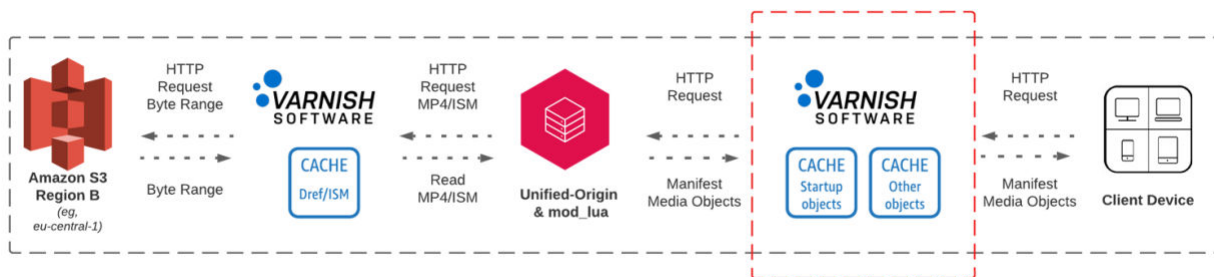 Amazon S3
Region B
(eg,
eu-central-1)
HTTP
Request
Byte Range
Byte Range
VARNISH
SOFTWARE
CACHE
Dref/ISM
HTTP
Request
MP4/ISM
Read
MP4/ISM
Unified-Origin
& mod_lua
HTTP
Request
Manifest
Media Objects
VARNISH
SOFTWARE
CACHE
Startup
objects
CACHE
Other
objects
HTTP
Request
Manifest
Media Objects
Client Device